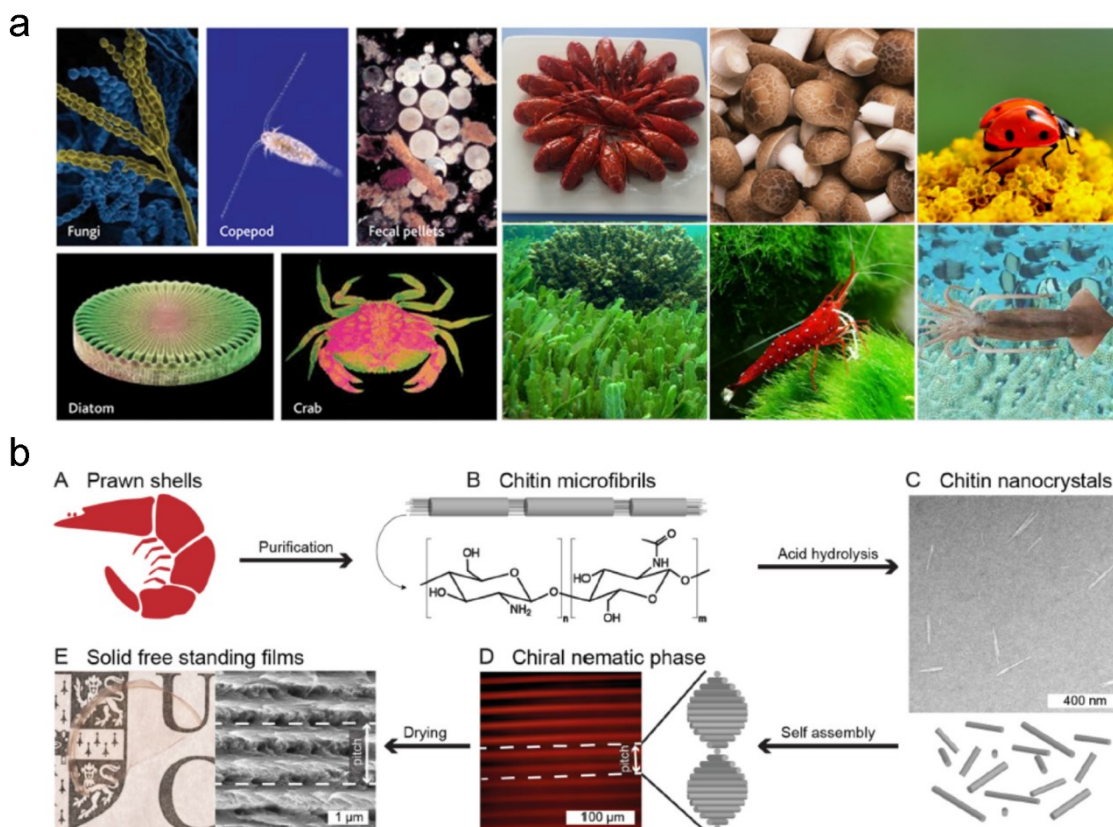 a
Fungi
Copepod
Fecal pellets
Diatom
Crab
b
A Prawn shells
Purification
B Chitin microfibrils
OH
O
HO
NH₂
O
n
O
NH
HO
O
O
OH
m
Acid hydrolysis
C Chitin nanocrystals
400 nm
Self assembly
D Chiral nematic phase
pitch
100 µm
Drying
E Solid free standing films
U
C
pitch
1 µm